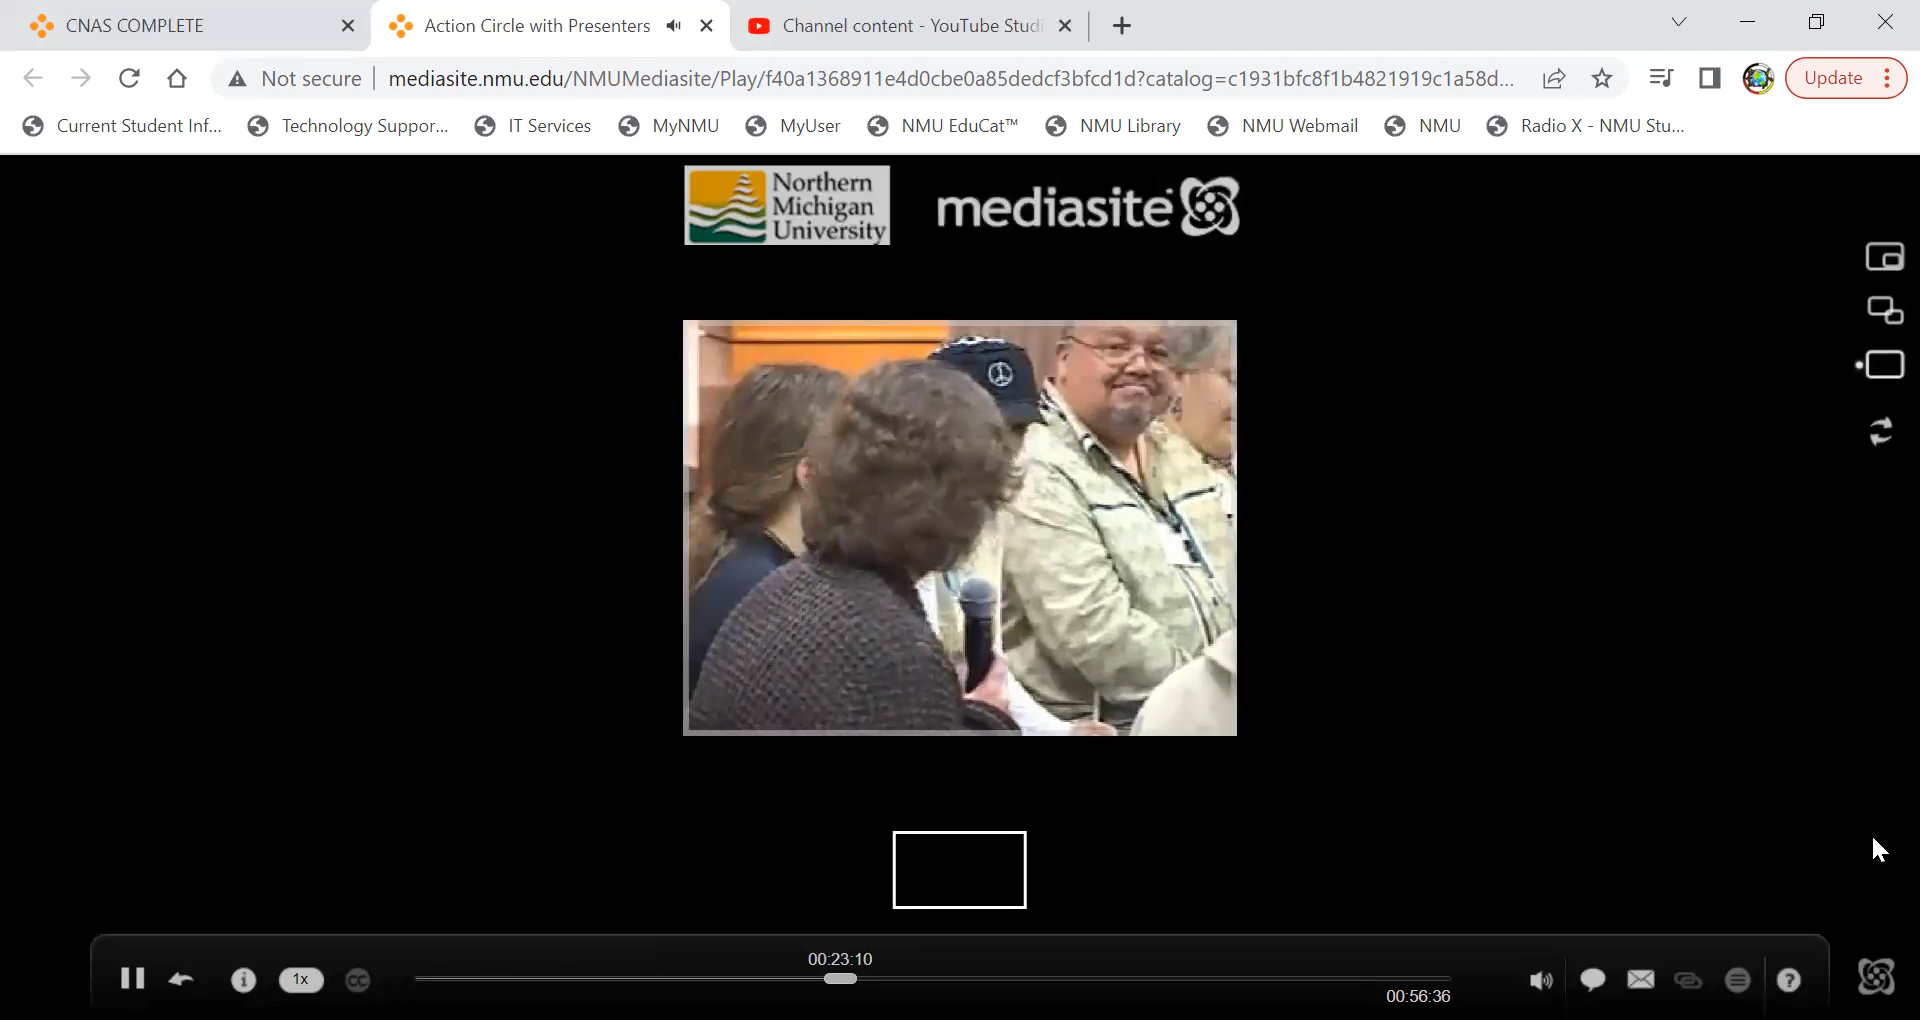 CNAS COMPLETE
Action Circle with Presenters
Channel content - YouTube Studi
Not secure
mediasite.nmu.edu/NMUMediasite/Play/f40a1368911e4d0cbe0a85dedcf3bfcd1d?catalog=c1931bfc8f1b4821919c1a58d...
Update
Current Student Inf...
Technology Suppor...
IT Services
MyNMU
MyUser
NMU EduCat™
NMU Library
NMU Webmail
NMU
Radio X - NMU Stu...
Northern
Michigan
University
mediasite
00:23:10
1x
CC
00:56:36